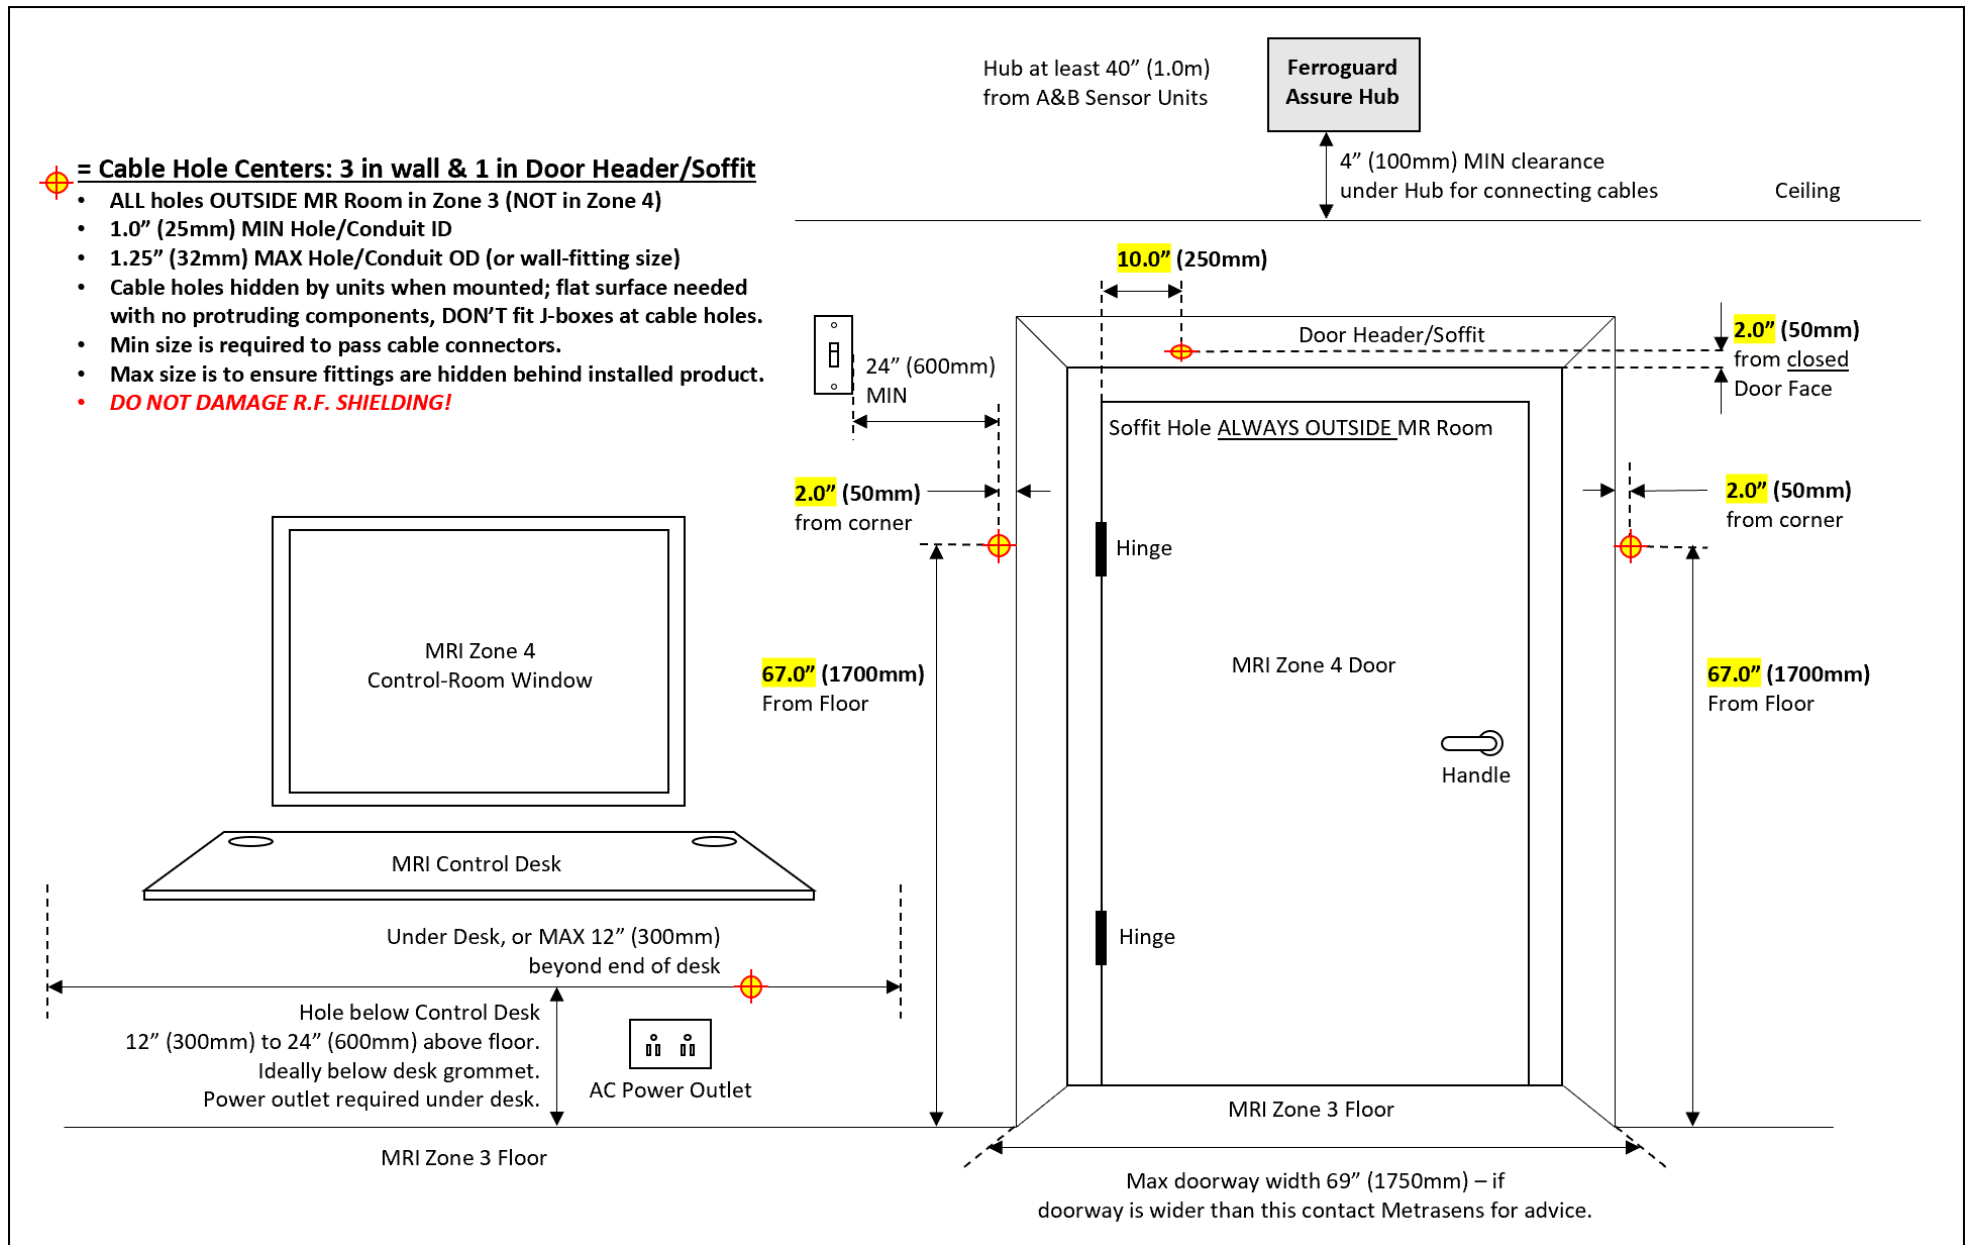 Hub at least 40” (1.0m)
from A&B Sensor Units
Ferroguard
Assure Hub
4” (100mm) MIN clearance
under Hub for connecting cables
Ceiling
= Cable Hole Centers: 3 in wall & 1 in Door Header/Soffit
• ALL holes OUTSIDE MR Room in Zone 3 (NOT in Zone 4)
• 1.0” (25mm) MIN Hole/Conduit ID
• 1.25” (32mm) MAX Hole/Conduit OD (or wall-fitting size)
• Cable holes hidden by units when mounted; flat surface needed
with no protruding components, DON’T fit J-boxes at cable holes.
• Min size is required to pass cable connectors.
• Max size is to ensure fittings are hidden behind installed product.
• DO NOT DAMAGE R.F. SHIELDING!
10.0” (250mm)
Door Header/Soffit
2.0” (50mm)
from closed
Door Face
24” (600mm)
MIN
Soffit Hole ALWAYS OUTSIDE MR Room
2.0” (50mm)
from corner
2.0” (50mm)
from corner
Hinge
MRI Zone 4
Control-Room Window
67.0” (1700mm)
From Floor
MRI Zone 4 Door
67.0” (1700mm)
From Floor
Handle
MRI Control Desk
Hinge
Under Desk, or MAX 12” (300mm)
beyond end of desk
Hole below Control Desk
12” (300mm) to 24” (600mm) above floor.
Ideally below desk grommet.
Power outlet required under desk.
AC Power Outlet
MRI Zone 3 Floor
MRI Zone 3 Floor
Max doorway width 69” (1750mm) – if
doorway is wider than this contact Metrasens for advice.